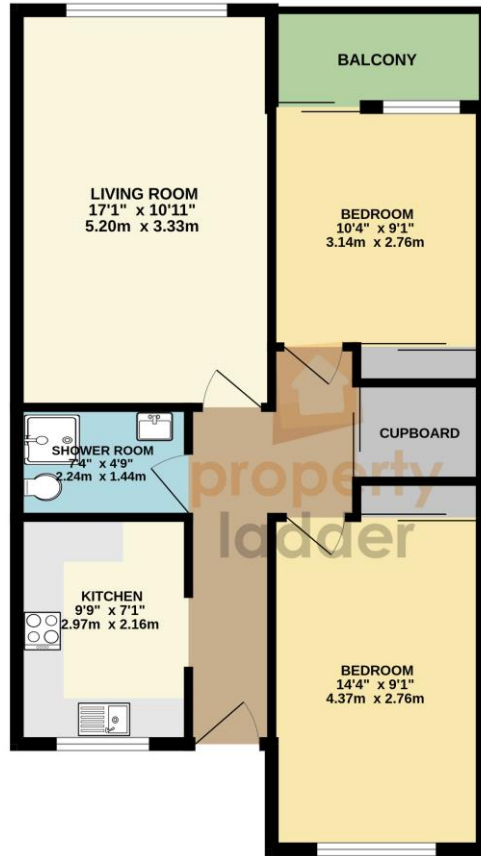 BALCONY
LIVING ROOM
17'1" x 10'11"
5.20m x 3.33m
BEDROOM
10'4" x 9'1"
3.14m x 2.76m
SHOWER ROOM
7'4" x 4'9"
2.24m x 1.44m
CUPBOARD
property
ladder
KITCHEN
9'9" x 7'1"
2.97m x 2.16m
BEDROOM
14'4" x 9'1"
4.37m x 2.76m